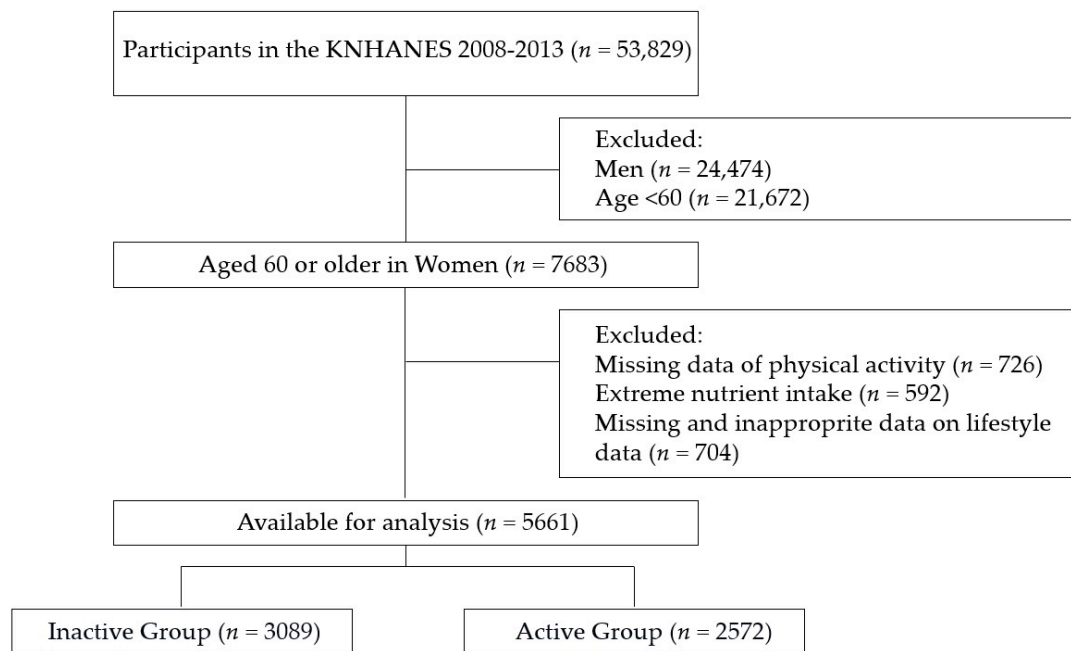 Participants in the KNHANES 2008-2013 (n = 53,829)
Excluded:
Men (n = 24,474)
Age <60 (n = 21,672)
Aged 60 or older in Women (n = 7683)
Excluded:
Missing data of physical activity (n = 726)
Extreme nutrient intake (n = 592)
Missing and inapproprite data on lifestyle
data (n = 704)
Available for analysis (n = 5661)
Inactive Group (n = 3089)
Active Group (n = 2572)